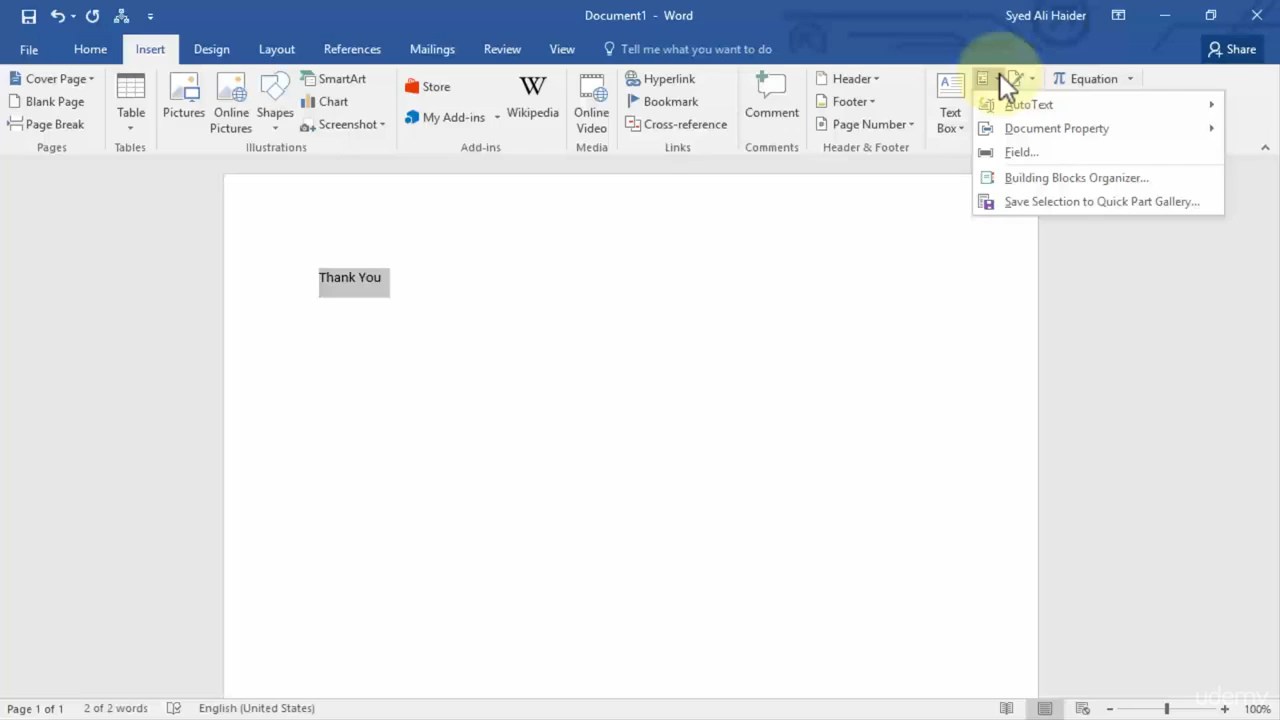 Document1 - Word
Syed Ali Haider
File Home Insert Design Layout References Mailings Review View Tell me what you want to do Share
Cover Page
Blank Page
Page Break
Pages
Table
Tables
Pictures
Online Pictures
Shapes
SmartArt
Chart
Screenshot
Illustrations
Store
My Add-ins
W
Wikipedia
Add-ins
Online Video
Media
Hyperlink
Bookmark
Cross-reference
Links
Comment
Comments
Header
Footer
Page Number
Header & Footer
A
Text Box
π Equation
AutoText
Document Property
Field...
Building Blocks Organizer...
Save Selection to Quick Part Gallery...
Thank You
Page 1 of 1 2 of 2 words English (United States) 100%
udemy